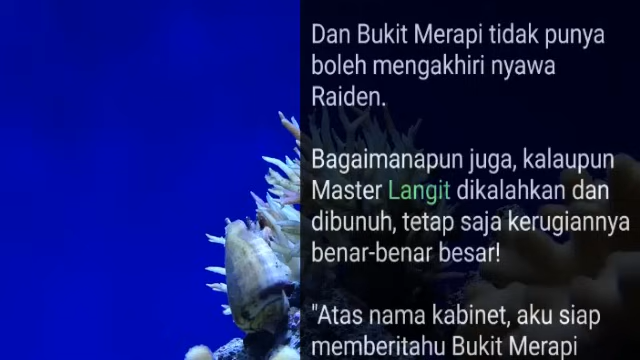 Dan Bukit Merapi tidak punya
boleh mengakhiri nyawa
Raiden.
Bagaimanapun juga, kalaupun
Master Langit dikalahkan dan
dibunuh, tetap saja kerugiannya
benar-benar besar!
"Atas nama kabinet, aku siap
memberitahu Bukit Merapi